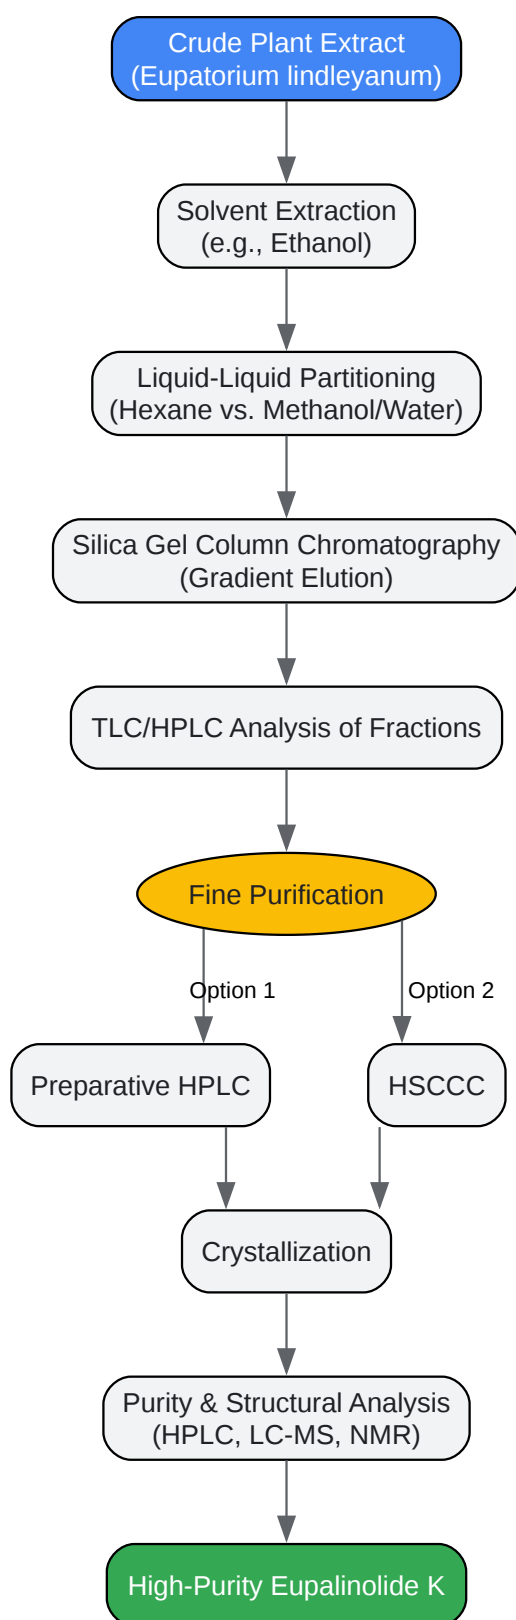 Crude Plant Extract
(Eupatorium lindleyanum)
Solvent Extraction
(e.g., Ethanol)
Liquid-Liquid Partitioning
(Hexane vs. Methanol/Water)
Silica Gel Column Chromatography
(Gradient Elution)
TLC/HPLC Analysis of Fractions
Fine Purification
Option 1
Option 2
Preparative HPLC
HSCCC
Crystallization
Purity & Structural Analysis
(HPLC, LC-MS, NMR)
High-Purity Eupalinolide K